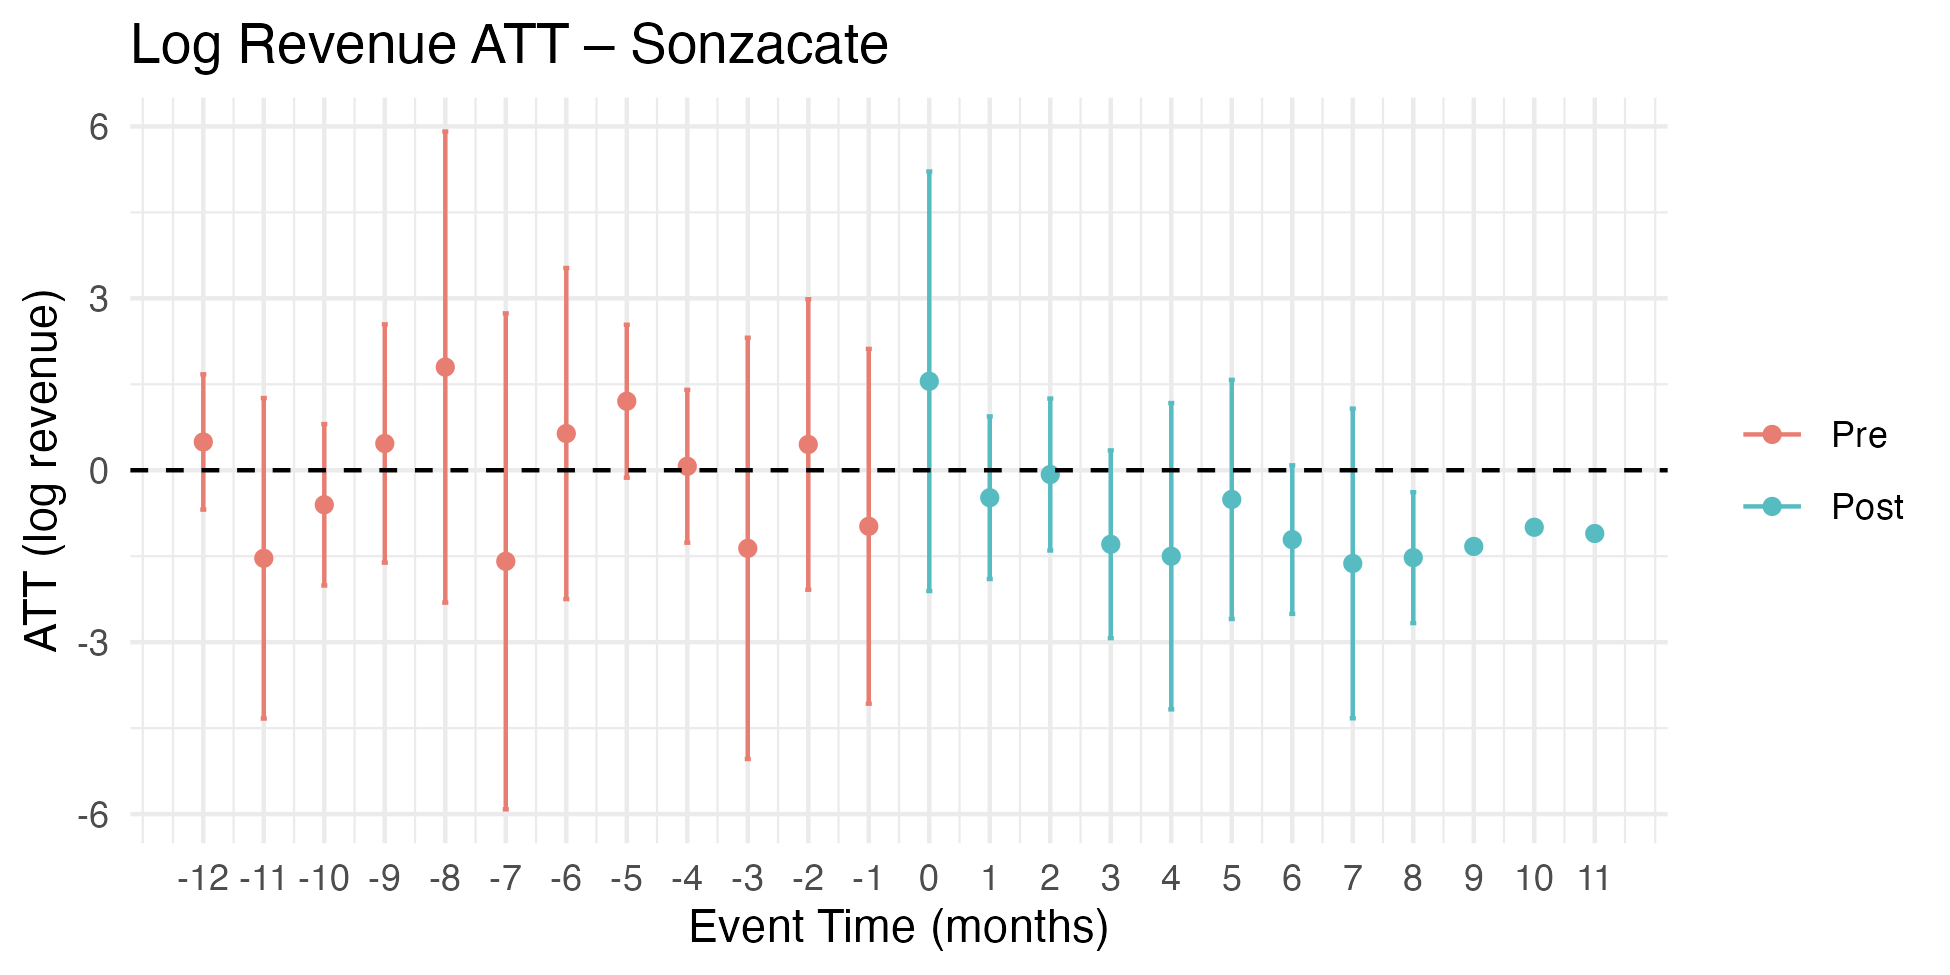 Log Revenue ATT – Sonzacate
ATT (log revenue)
6
3
0
-3
-6
-12 -11 -10 -9 -8 -7 -6 -5 -4 -3 -2 -1 0 1 2 3 4 5 6 7 8 9 10 11
Event Time (months)
Pre
Post